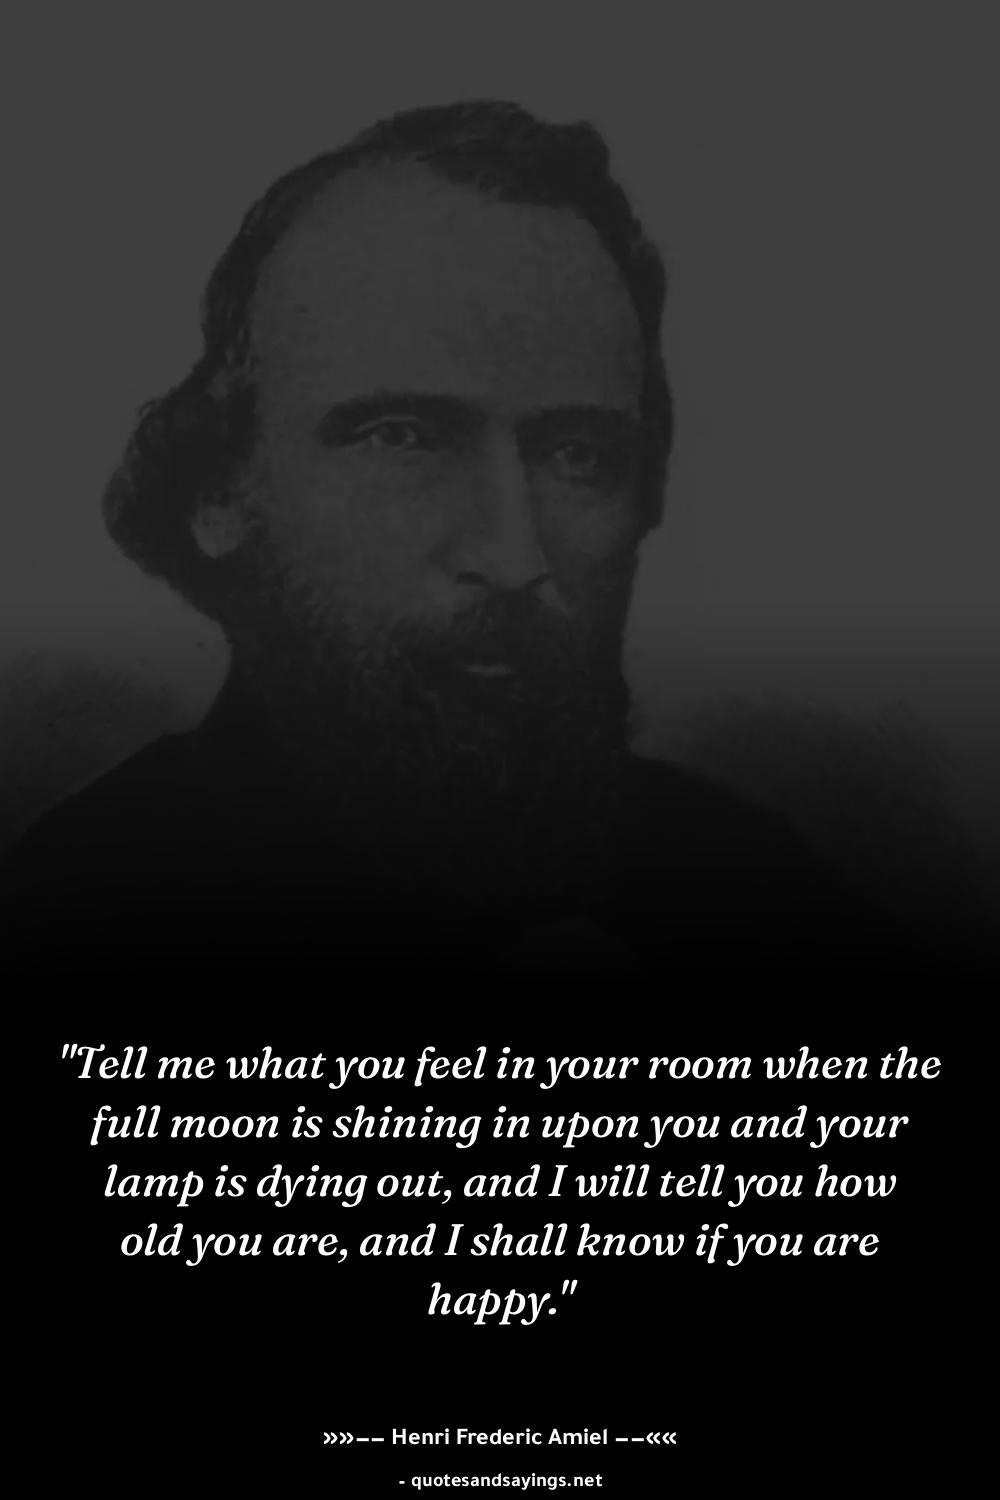 "Tell me what you feel in your room when the
full moon is shining in upon you and your
lamp is dying out, and I will tell you how
old you are, and I shall know if you are
happy."
»»−− Henri Frederic Amiel −−««
- quotesandsayings.net